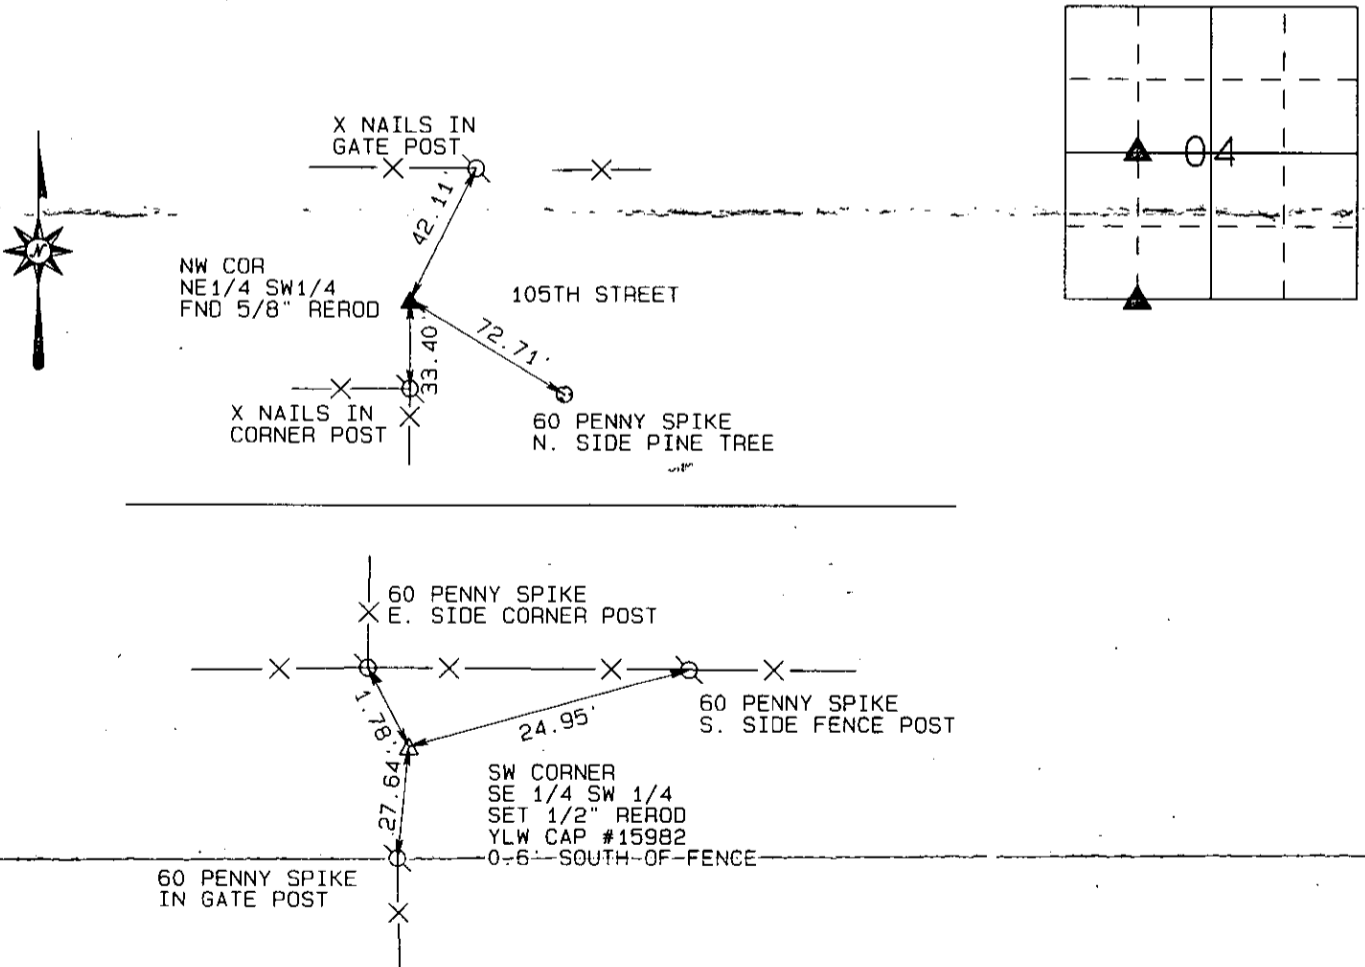 X NAILS IN
GATE POST
04
42.11'
N
NW COR
NE1/4 SW1/4
FND 5/8" REROD
105TH STREET
72.71'
33.40'
X NAILS IN
CORNER POST
60 PENNY SPIKE
N. SIDE PINE TREE
60 PENNY SPIKE
E. SIDE CORNER POST
1.78'
24.95'
60 PENNY SPIKE
S. SIDE FENCE POST
27.64'
SW CORNER
SE 1/4 SW 1/4
SET 1/2" REROD
YLW CAP #15982
0.6' SOUTH OF FENCE
60 PENNY SPIKE
IN GATE POST